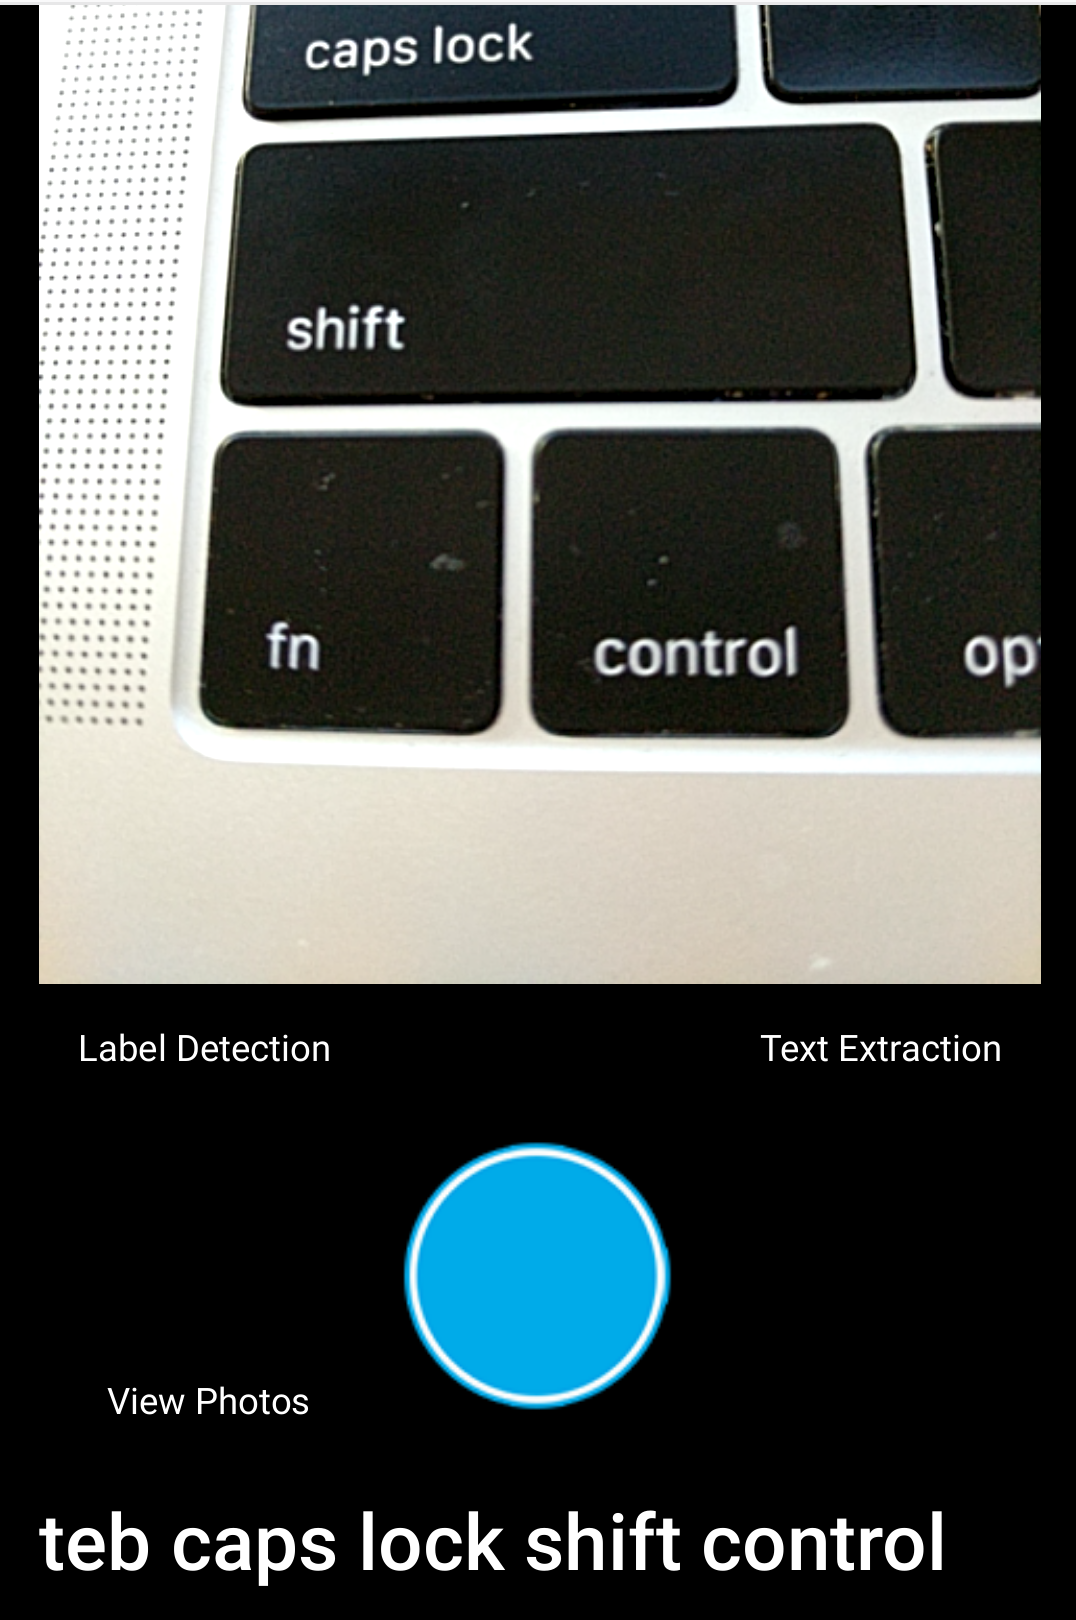 caps lock
shift
fn control op
Label Detection Text Extraction
View Photos
teb caps lock shift control